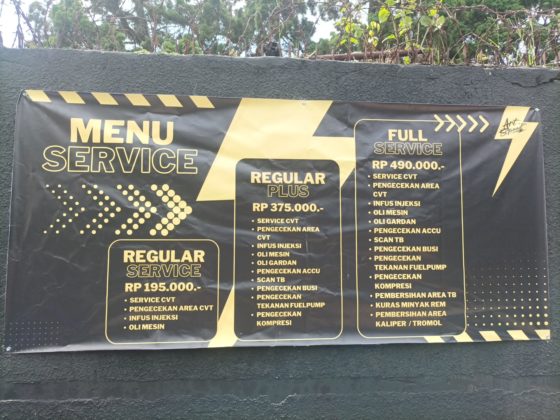 MENU
SERVICE
REGULAR
SERVICE
RP 195.000.-
• SERVICE CVT
• PENGECEKAN AREA CVT
• INFUS INJEKSI
• OLI MESIN
REGULAR
PLUS
RP 375.000.-
• SERVICE CVT
• PENGECEKAN AREA
CVT
• INFUS INJEKSI
• OLI MESIN
• OLI GARDAN
• PENGECEKAN ACCU
• SCAN TB
• PENGECEKAN BUSI
• PENGECEKAN
TEKANAN FUELPUMP
• PENGECEKAN
KOMPRESI
FULL
SERVICE
RP 490.000.-
• SERVICE CVT
• PENGECEKAN AREA
CVT
• INFUS INJEKSI
• OLI MESIN
• OLI GARDAN
• PENGECEKAN ACCU
• SCAN TB
• PENGECEKAN BUSI
• PENGECEKAN
TEKANAN FUELPUMP
• PENGECEKAN
KOMPRESI
• PEMBERSIHAN AREA TB
• KURAS MINYAK REM
• PEMBERSIHAN AREA
KALIPER / TROMOL